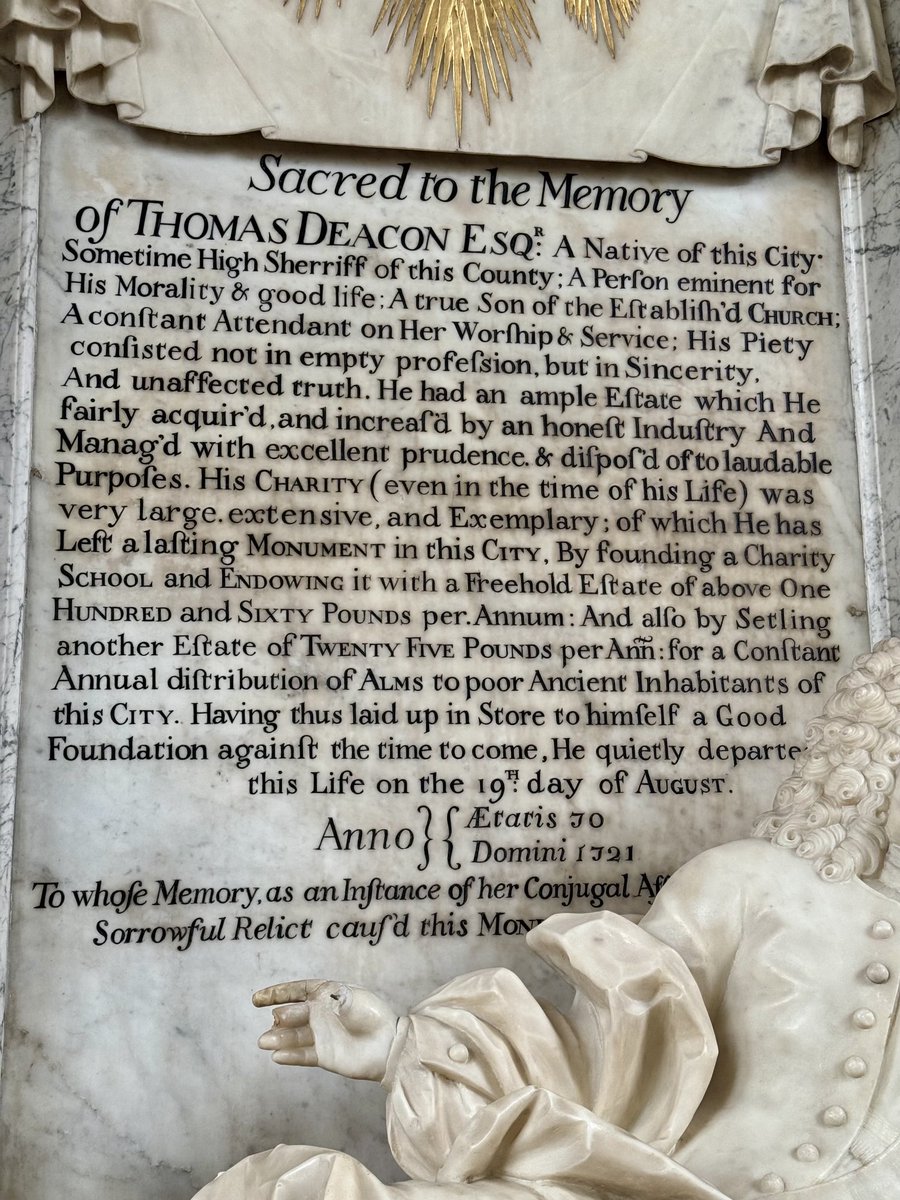 Sacred to the Memory
of THOMAS DEACON ESQR: A Native of this City·
Sometime High Sherriff of this County; A Perſon eminent for
His Morality & good life; A true Son of the Eſtabliſh'd CHURCH;
A conſtant Attendant on Her Worſhip & Service; His Piety
conſisted not in empty profeſsion, but in Sincerity,
And unaffected truth. He had an ample Eſtate which He
fairly acquir'd, and increaſ'd by an honeſt Induſtry And
Manag'd with excellent prudence. & diſpoſ'd of to laudable
Purpoſes. His CHARITY (even in the time of his Life) was
very large. extensive, and Exemplary; of which He has
Left a laſting MONUMENT in this CITY, By founding a Charity
SCHOOL and ENDOWING it with a Freehold Eſtate of above One
HUNDRED and SIXTY POUNDS per. Annum: And alſo by Setling
another Eſtate of TWENTY FIVE POUNDS per Añn̄: for a Conſtant
Annual diſtribution of ALMS to poor Ancient Inhabitants of
this CITY. Having thus laid up in Store to himſelf a Good
Foundation againſt the time to come, He quietly departe
this Life on the 19TH: day of AUGUST.
Anno } { Ætatis 70
Domini 1721
To whoſe Memory, as an Inſtance of her Conjugal
Sorrowful Relict cauſ'd this